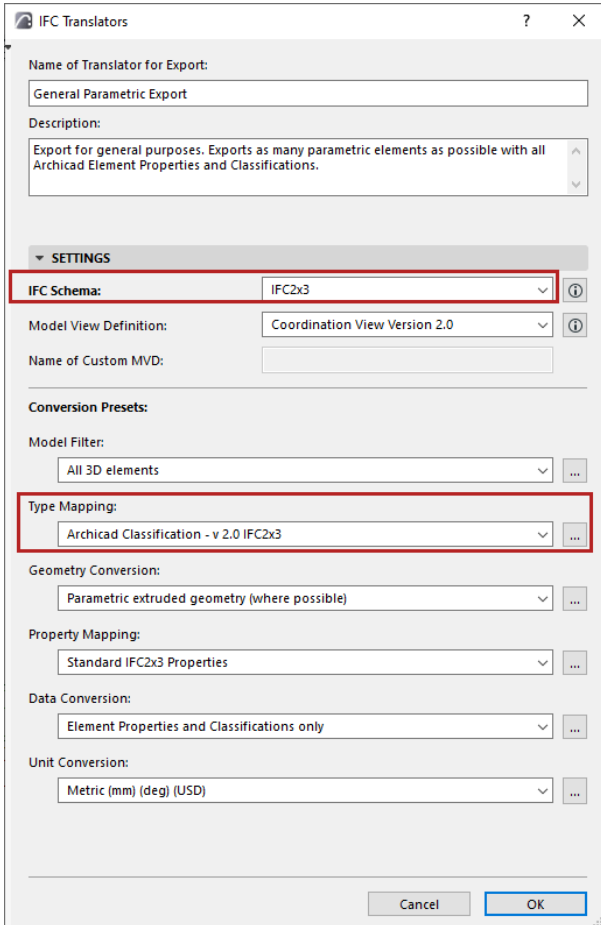 IFC Translators
?
Name of Translator for Export:
General Parametric Export
Description:
Export for general purposes. Exports as many parametric elements as possible with all
Archicad Element Properties and Classifications.
SETTINGS
IFC Schema: IFC2x3
Model View Definition: Coordination View Version 2.0
Name of Custom MVD:
Conversion Presets:
Model Filter:
All 3D elements
...
Type Mapping:
Archicad Classification - v 2.0 IFC2x3
...
Geometry Conversion:
Parametric extruded geometry (where possible)
...
Property Mapping:
Standard IFC2x3 Properties
...
Data Conversion:
Element Properties and Classifications only
...
Unit Conversion:
Metric (mm) (deg) (USD)
...
Cancel OK